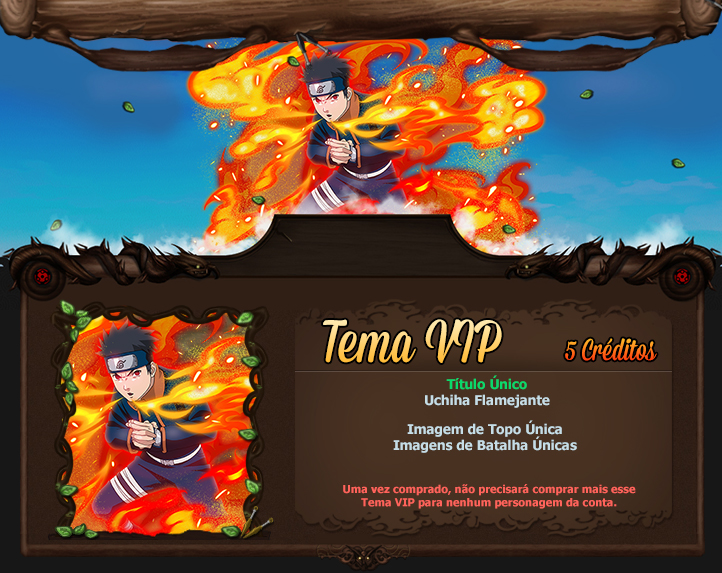 Tema VIP
5 Créditos
Título Único
Uchiha Flamejante
Imagem de Topo Única
Imagens de Batalha Únicas
Uma vez comprado, não precisará comprar mais esse
Tema VIP para nenhum personagem da conta.